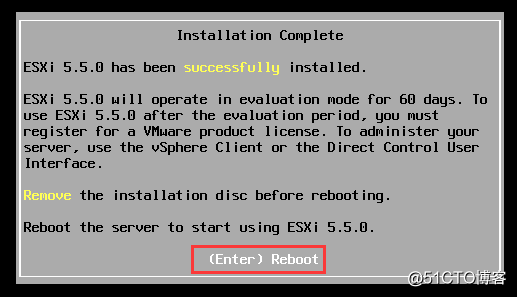 Installation Complete
ESXi 5.5.0 has been successfully installed.
ESXi 5.5.0 will operate in evaluation mode for 60 days. To
use ESXi 5.5.0 after the evaluation period, you must
register for a VMware product license. To administer your
server, use the vSphere Client or the Direct Control User
Interface.
Remove the installation disc before rebooting.
Reboot the server to start using ESXi 5.5.0.
(Enter) Reboot
@51CTO博客